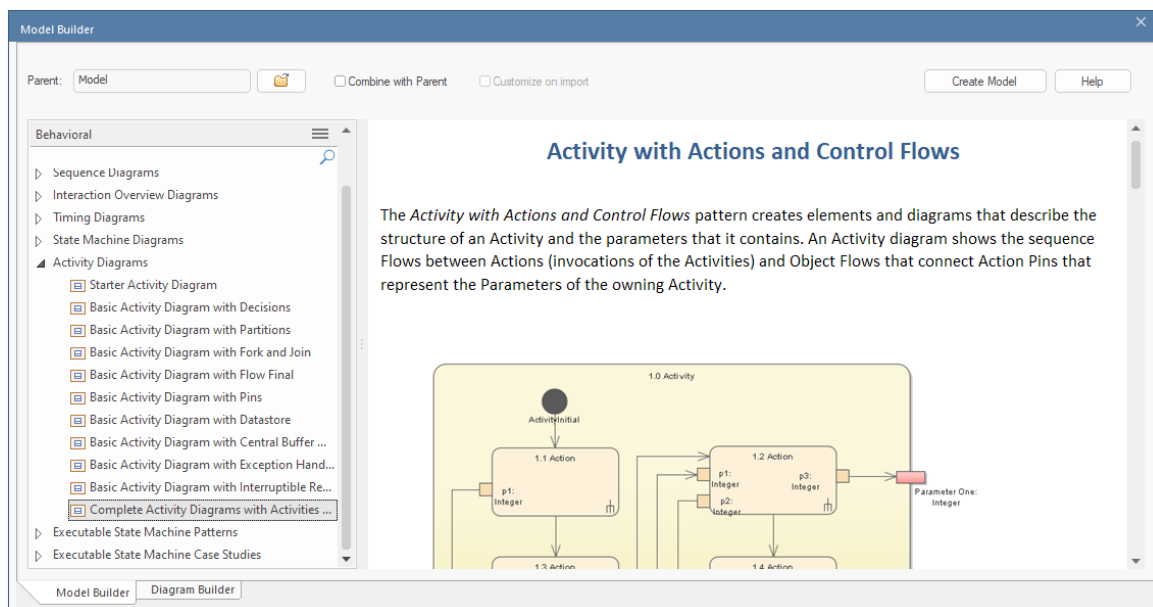 Model Builder
Parent:
Model
Combine with Parent
Customize on import
Create Model
Help
Behavioral
Sequence Diagrams
Interaction Overview Diagrams
Timing Diagrams
State Machine Diagrams
Activity Diagrams
Starter Activity Diagram
Basic Activity Diagram with Decisions
Basic Activity Diagram with Partitions
Basic Activity Diagram with Fork and Join
Basic Activity Diagram with Flow Final
Basic Activity Diagram with Pins
Basic Activity Diagram with Datastore
Basic Activity Diagram with Central Buffer ...
Basic Activity Diagram with Exception Hand...
Basic Activity Diagram with Interruptible Re...
Complete Activity Diagrams with Activities ...
Executable State Machine Patterns
Executable State Machine Case Studies
Activity with Actions and Control Flows
The Activity with Actions and Control Flows pattern creates elements and diagrams that describe the
structure of an Activity and the parameters that it contains. An Activity diagram shows the sequence
Flows between Actions (invocations of the Activities) and Object Flows that connect Action Pins that
represent the Parameters of the owning Activity.
1.0 Activity
ActivityInitial
1.1 Action
p1:
Integer
1.2 Action
p1:
Integer
p3:
Integer
p2:
Integer
Parameter One:
Integer
1.3 Action
1.4 Action
Model Builder
Diagram Builder